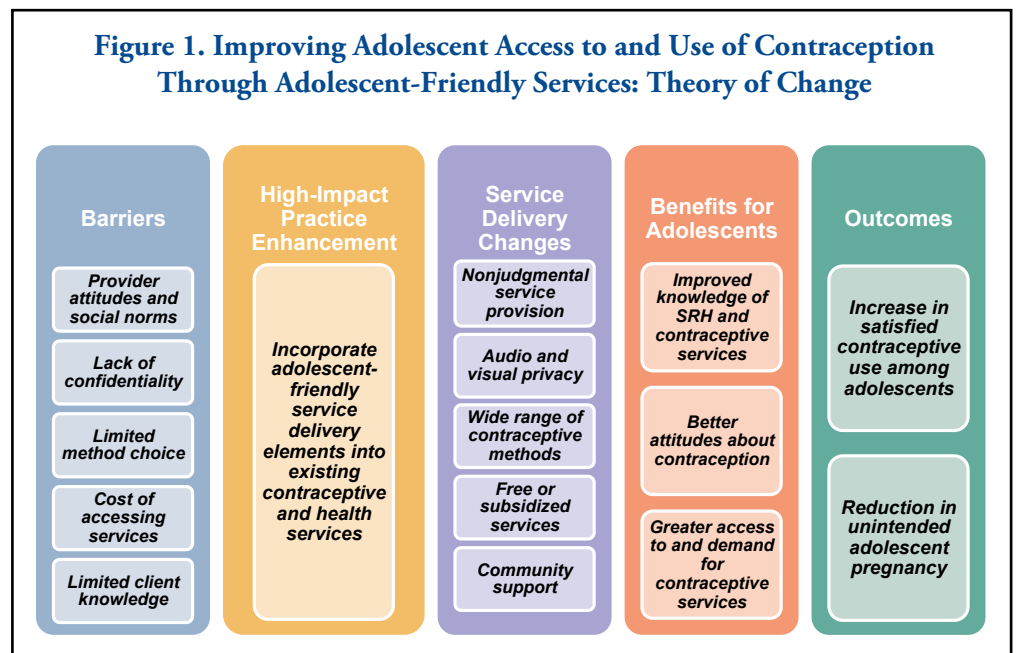 Figure 1. Improving Adolescent Access to and Use of Contraception
Through Adolescent-Friendly Services: Theory of Change
Barriers
Provider
attitudes and
social norms
Lack of
confidentiality
Limited
method choice
Cost of
accessing
services
Limited client
knowledge
High-Impact
Practice
Enhancement
Incorporate
adolescent-
friendly
service
delivery
elements into
existing
contraceptive
and health
services
Service
Delivery
Changes
Nonjudgmental
service
provision
Audio and
visual privacy
Wide range of
contraceptive
methods
Free or
subsidized
services
Community
support
Benefits for
Adolescents
Improved
knowledge of
SRH and
contraceptive
services
Better
attitudes about
contraception
Greater access
to and demand
for
contraceptive
services
Outcomes
Increase in
satisfied
contraceptive
use among
adolescents
Reduction in
unintended
adolescent
pregnancy